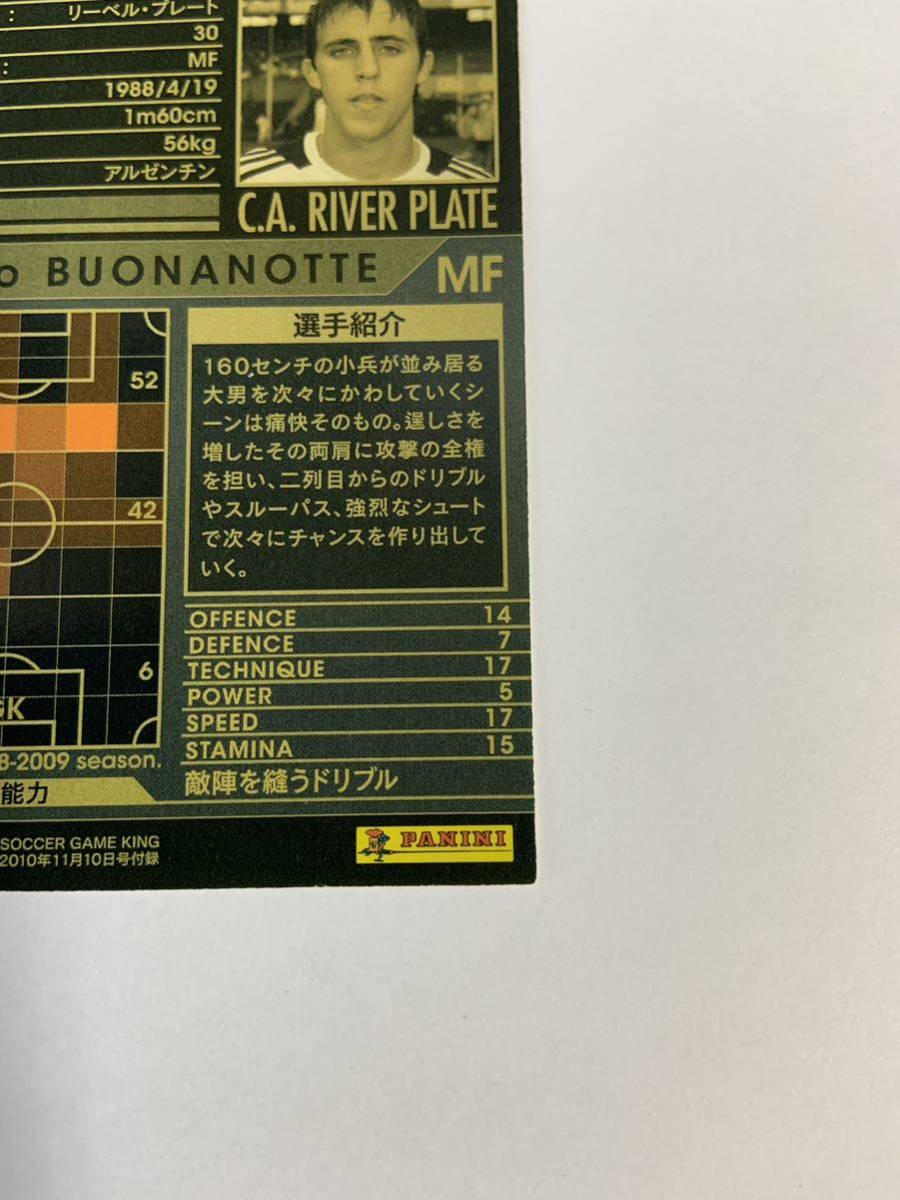 : リーベル・プレート
30
: MF
1988/4/19
1m60cm
56kg
アルゼンチン
C.A. RIVER PLATE
o BUONANOTTE
MF
選手紹介
160センチの小兵が並み居る
大男を次々にかわしていくシ
ーンは痛快そのもの。逞しさを
増したその両肩に攻撃の全権
を担い、二列目からのドリブル
やスルーパス、強烈なシュート
で次々にチャンスを作り出して
いく。
52
42
6
GK
8-2009 season.
能力
OFFENCE 14
DEFENCE 7
TECHNIQUE 17
POWER 5
SPEED 17
STAMINA 15
敵陣を縫うドリブル
SOCCER GAME KING
2010年11月10日号付録
PANINI